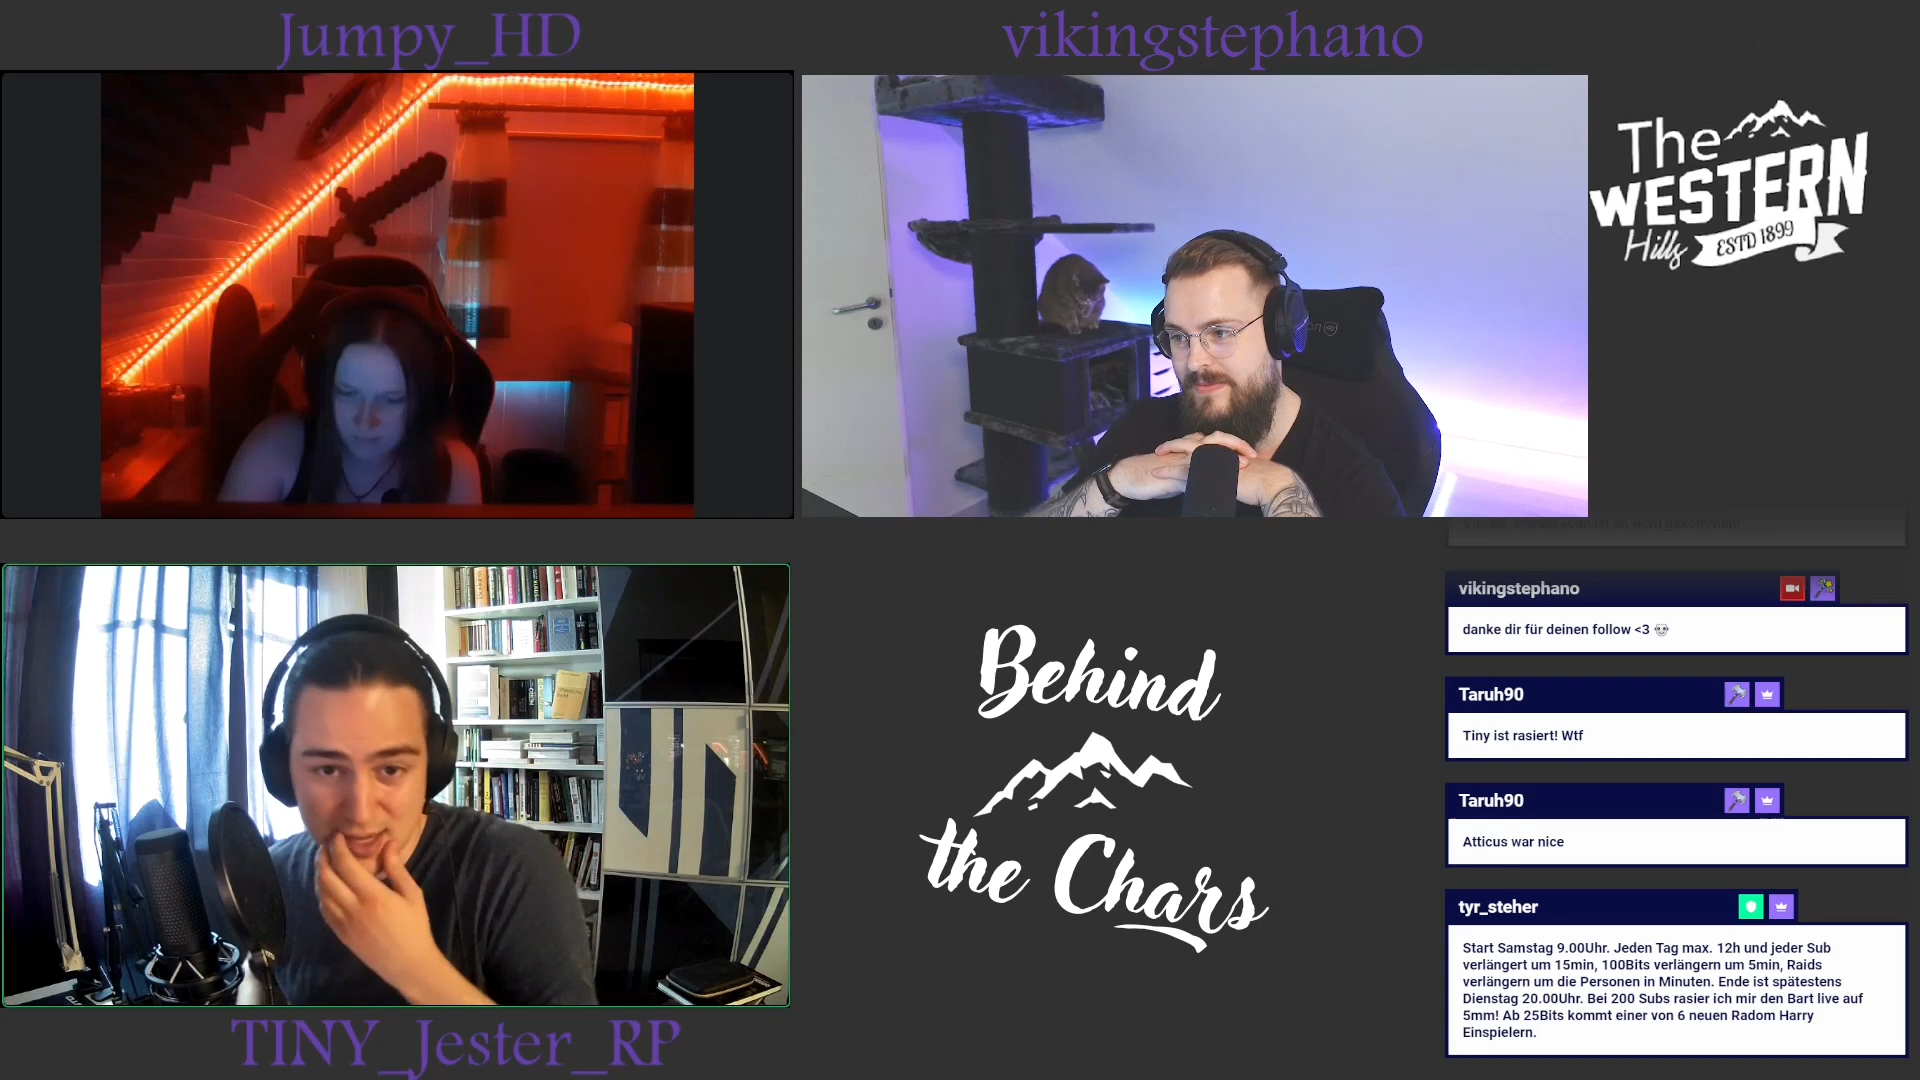 Jumpy_HD
vikingstephano
The
WESTERN
Hills
ESTD 1899
ist an Bord gekommen!
vikingstephano
danke dir für deinen follow <3
Taruh90
Tiny ist rasiert! Wtf
Taruh90
Atticus war nice
tyr_steher
Start Samstag 9.00Uhr. Jeden Tag max. 12h und jeder Sub
verlängert um 15min, 100Bits verlängern um 5min, Raids
verlängern um die Personen in Minuten. Ende ist spätestens
Dienstag 20.00Uhr. Bei 200 Subs rasier ich mir den Bart live auf
5mm! Ab 25Bits kommt einer von 6 neuen Radom Harry
Einspielern.
Behind
the Chars
TINY_Jester_RP